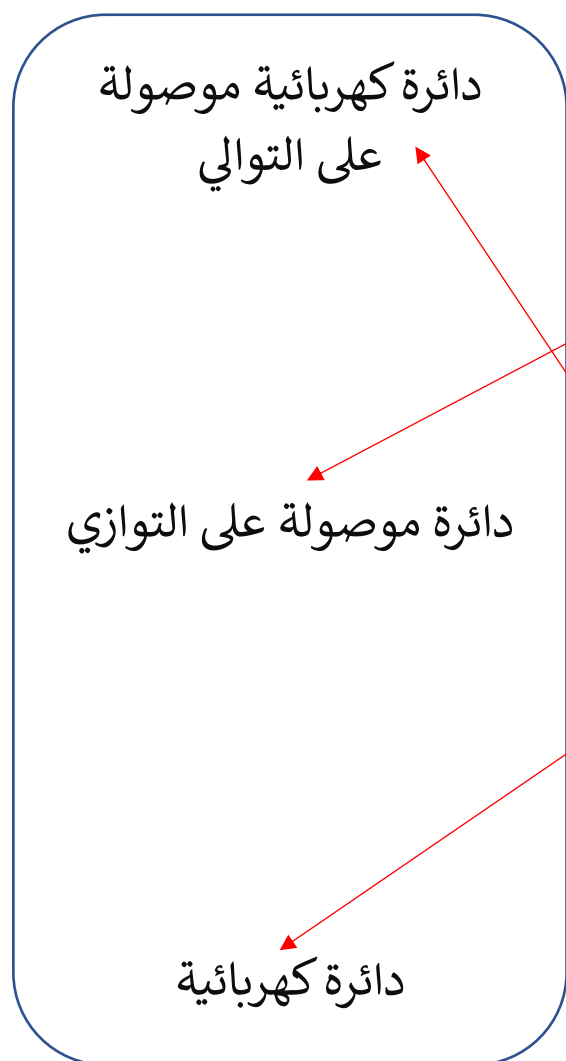 دائرة كهربائية موصولة
على التوالي
دائرة موصولة على التوازي
دائرة كهربائية